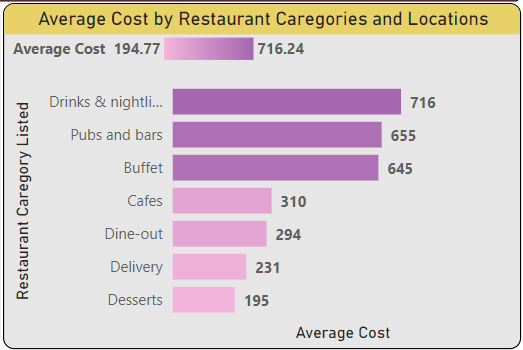 Average Cost by Restaurant Caregories and Locations
Average Cost 194.77 716.24
Restaurant Caregory Listed
Drinks & nightli... 716
Pubs and bars 655
Buffet 645
Cafes 310
Dine-out 294
Delivery 231
Desserts 195
Average Cost